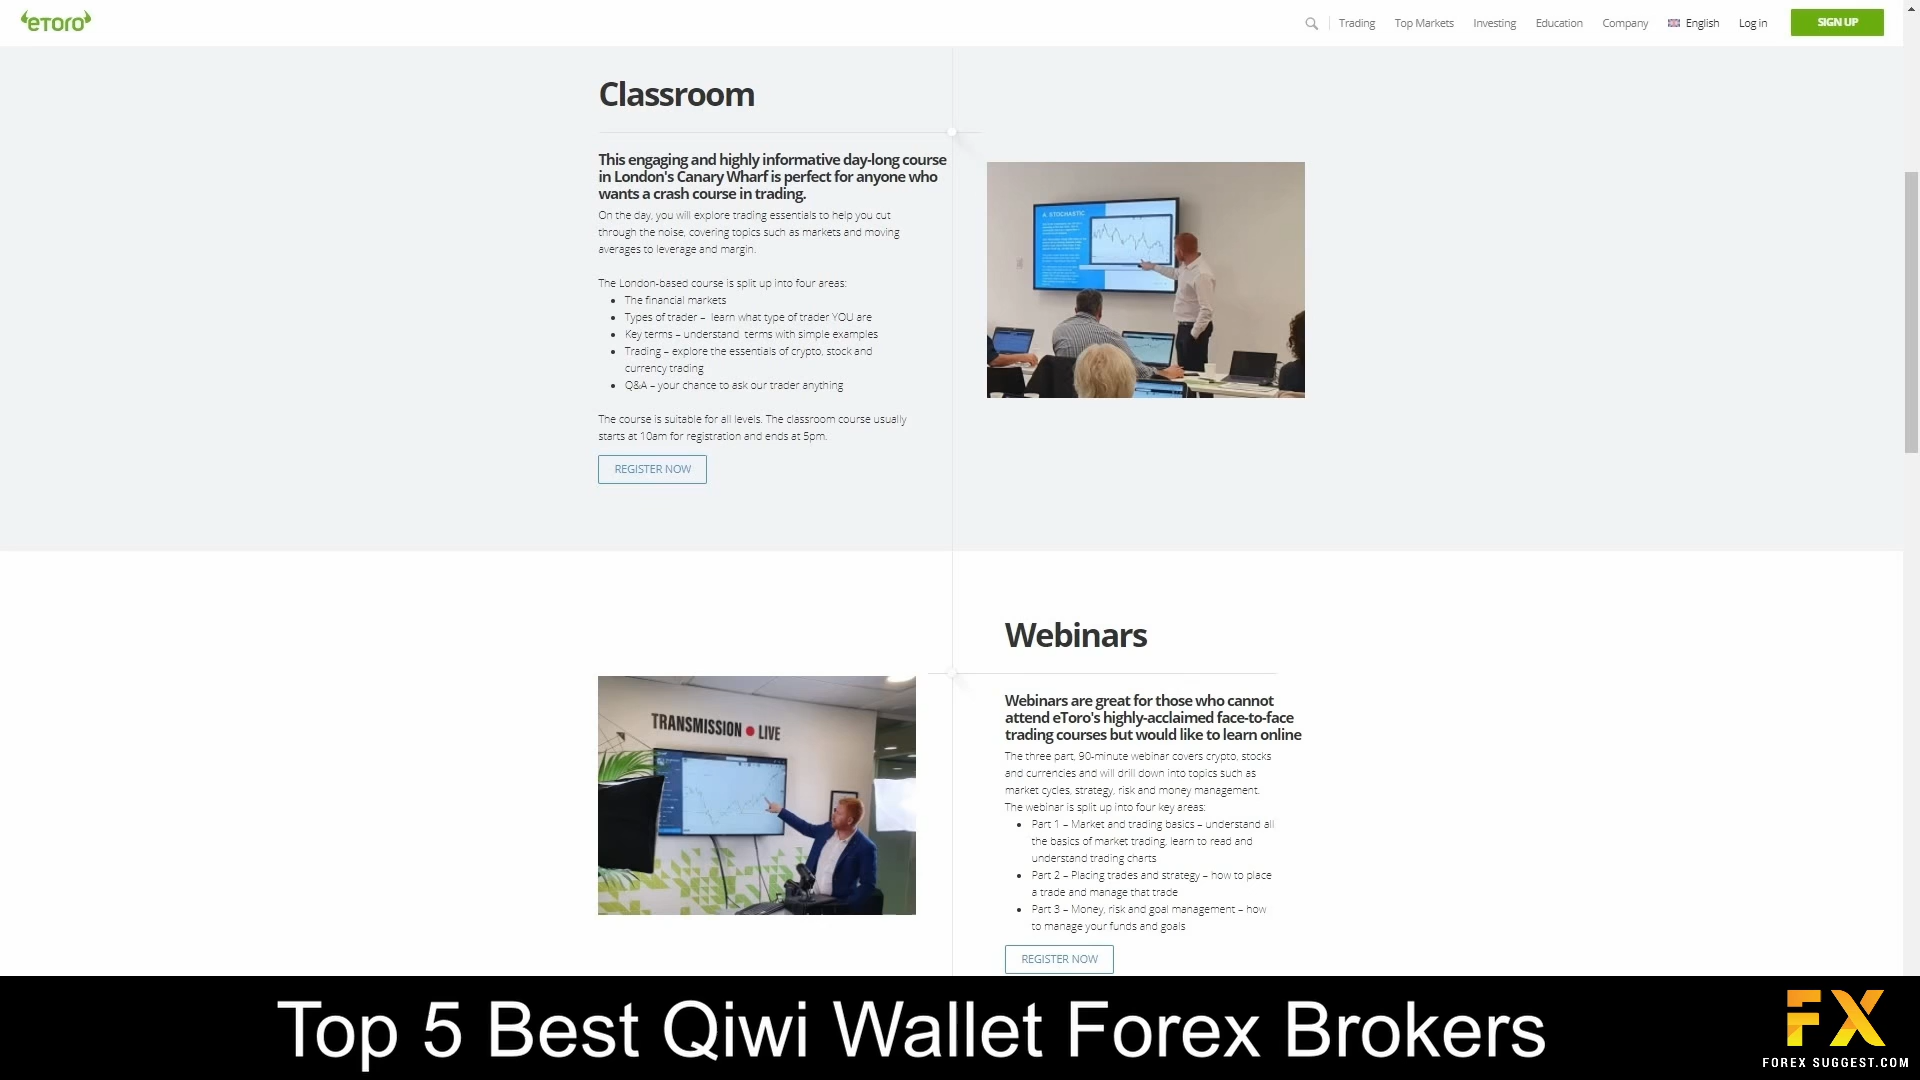 eToro
Trading
Top Markets
Investing
Education
Company
English
Log in
SIGN UP
Classroom
This engaging and highly informative day-long course
in London's Canary Wharf is perfect for anyone who
wants a crash course in trading.
On the day, you will explore trading essentials to help you cut
through the noise, covering topics such as markets and moving
averages to leverage and margin.
The London-based course is split up into four areas:
• The financial markets
• Types of trader – learn what type of trader YOU are
• Key terms – understand terms with simple examples
• Trading – explore the essentials of crypto, stock and
currency trading
• Q&A – your chance to ask our trader anything
The course is suitable for all levels. The classroom course usually
starts at 10am for registration and ends at 5pm.
REGISTER NOW
STOCHASTIC
Webinars
Webinars are great for those who cannot
attend eToro's highly-acclaimed face-to-face
trading courses but would like to learn online
The three part, 90-minute webinar covers crypto, stocks
and currencies and will drill down into topics such as
market cycles, strategy, risk and money management.
The webinar is split up into four key areas:
• Part 1 – Market and trading basics – understand all
the basics of market trading, learn to read and
understand trading charts
• Part 2 – Placing trades and strategy – how to place
a trade and manage that trade
• Part 3 – Money, risk and goal management – how
to manage your funds and goals
REGISTER NOW
TRANSMISSION LIVE
Top 5 Best Qiwi Wallet Forex Brokers
FX
FOREX SUGGEST.COM